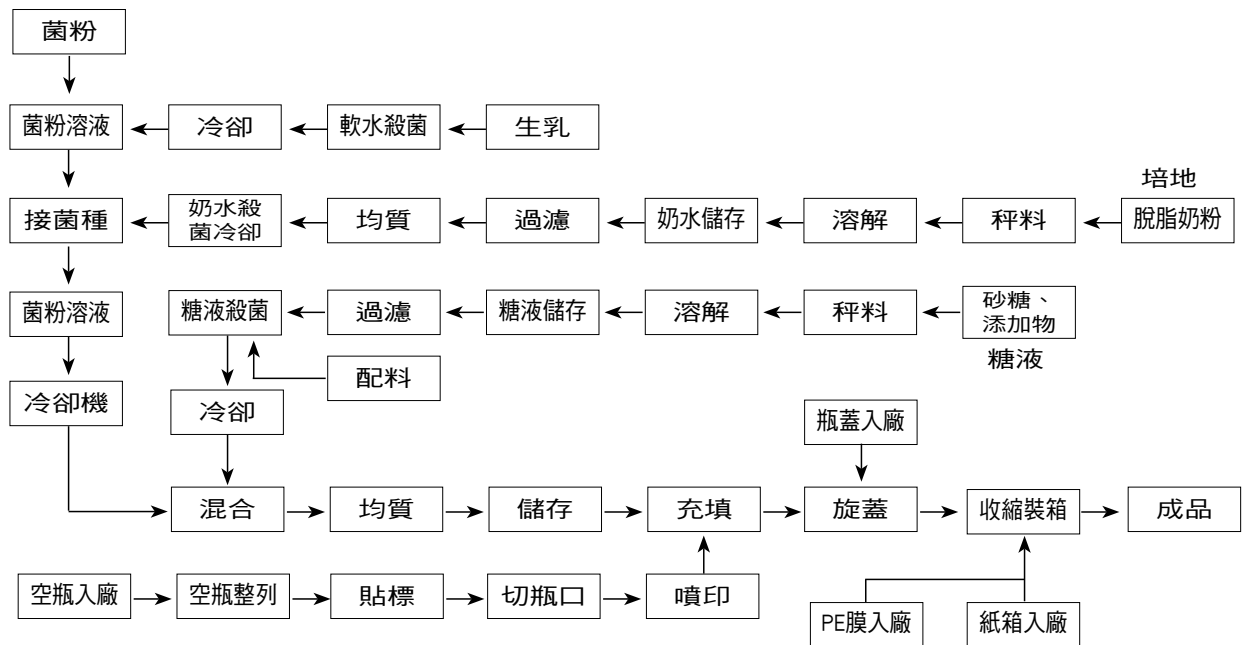 菌粉
菌粉溶液
冷卻
軟水殺菌
生乳
培地
接菌種
奶水殺
菌冷卻
均質
過濾
奶水儲存
溶解
秤料
脫脂奶粉
菌粉溶液
糖液殺菌
過濾
糖液儲存
溶解
秤料
砂糖、
添加物
糖液
配料
冷卻機
冷卻
瓶蓋入廠
混合
均質
儲存
充填
旋蓋
收縮裝箱
成品
空瓶入廠
空瓶整列
貼標
切瓶口
噴印
PE膜入廠
紙箱入廠